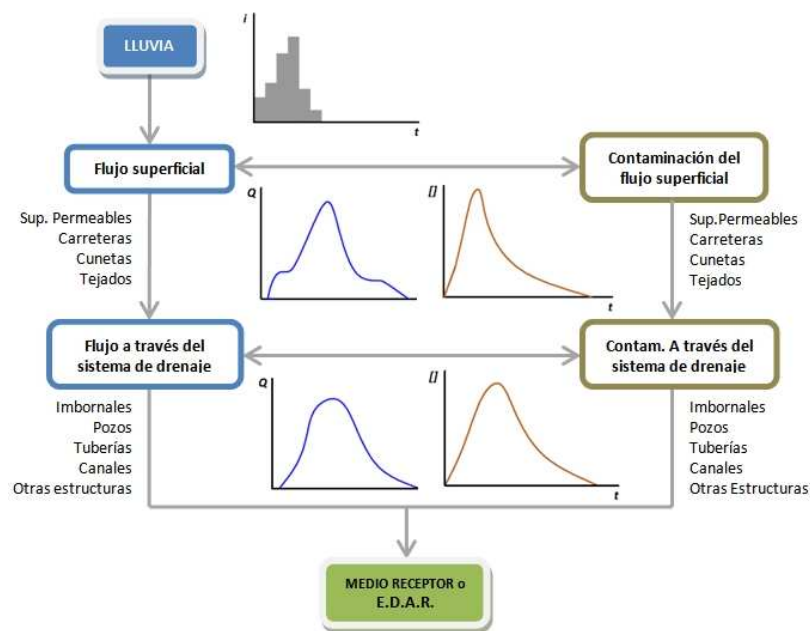 i
LLUVIA
t
Flujo superficial
Contaminación del
flujo superficial
Q
[]
Sup. Permeables
Carreteras
Cunetas
Tejados
Sup.Permeables
Carreteras
Cunetas
Tejados
t
Flujo a través del
sistema de drenaje
Contam. A través del
sistema de drenaje
Q
[]
Imbornales
Pozos
Tuberías
Canales
Otras estructuras
Imbornales
Pozos
Tuberías
Canales
Otras Estructuras
t
MEDIO RECEPTOR o
E.D.A.R.